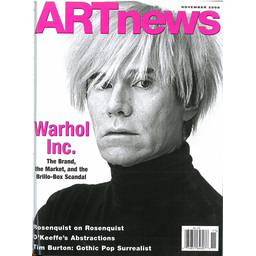 ARTnews
NOVEMBER 2009
Warhol
Inc.
The Brand,
the Market, and the
Brillo-Box Scandal
Rosenquist on Rosenquist
O'Keeffe's Abstractions
Tim Burton: Gothic Pop Surrealist